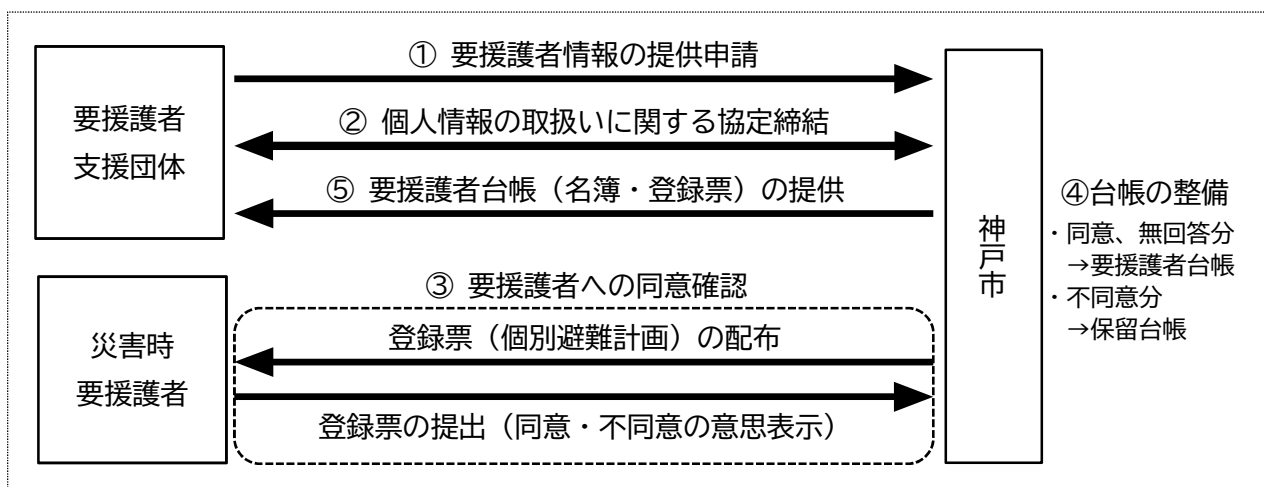 ① 要援護者情報の提供申請
要援護者
支援団体
② 個人情報の取扱いに関する協定締結
⑤ 要援護者台帳（名簿・登録票）の提供
神戸市
④台帳の整備
・同意、無回答分
→要援護者台帳
・不同意分
→保留台帳
③ 要援護者への同意確認
災害時
要援護者
登録票（個別避難計画）の配布
登録票の提出（同意・不同意の意思表示）